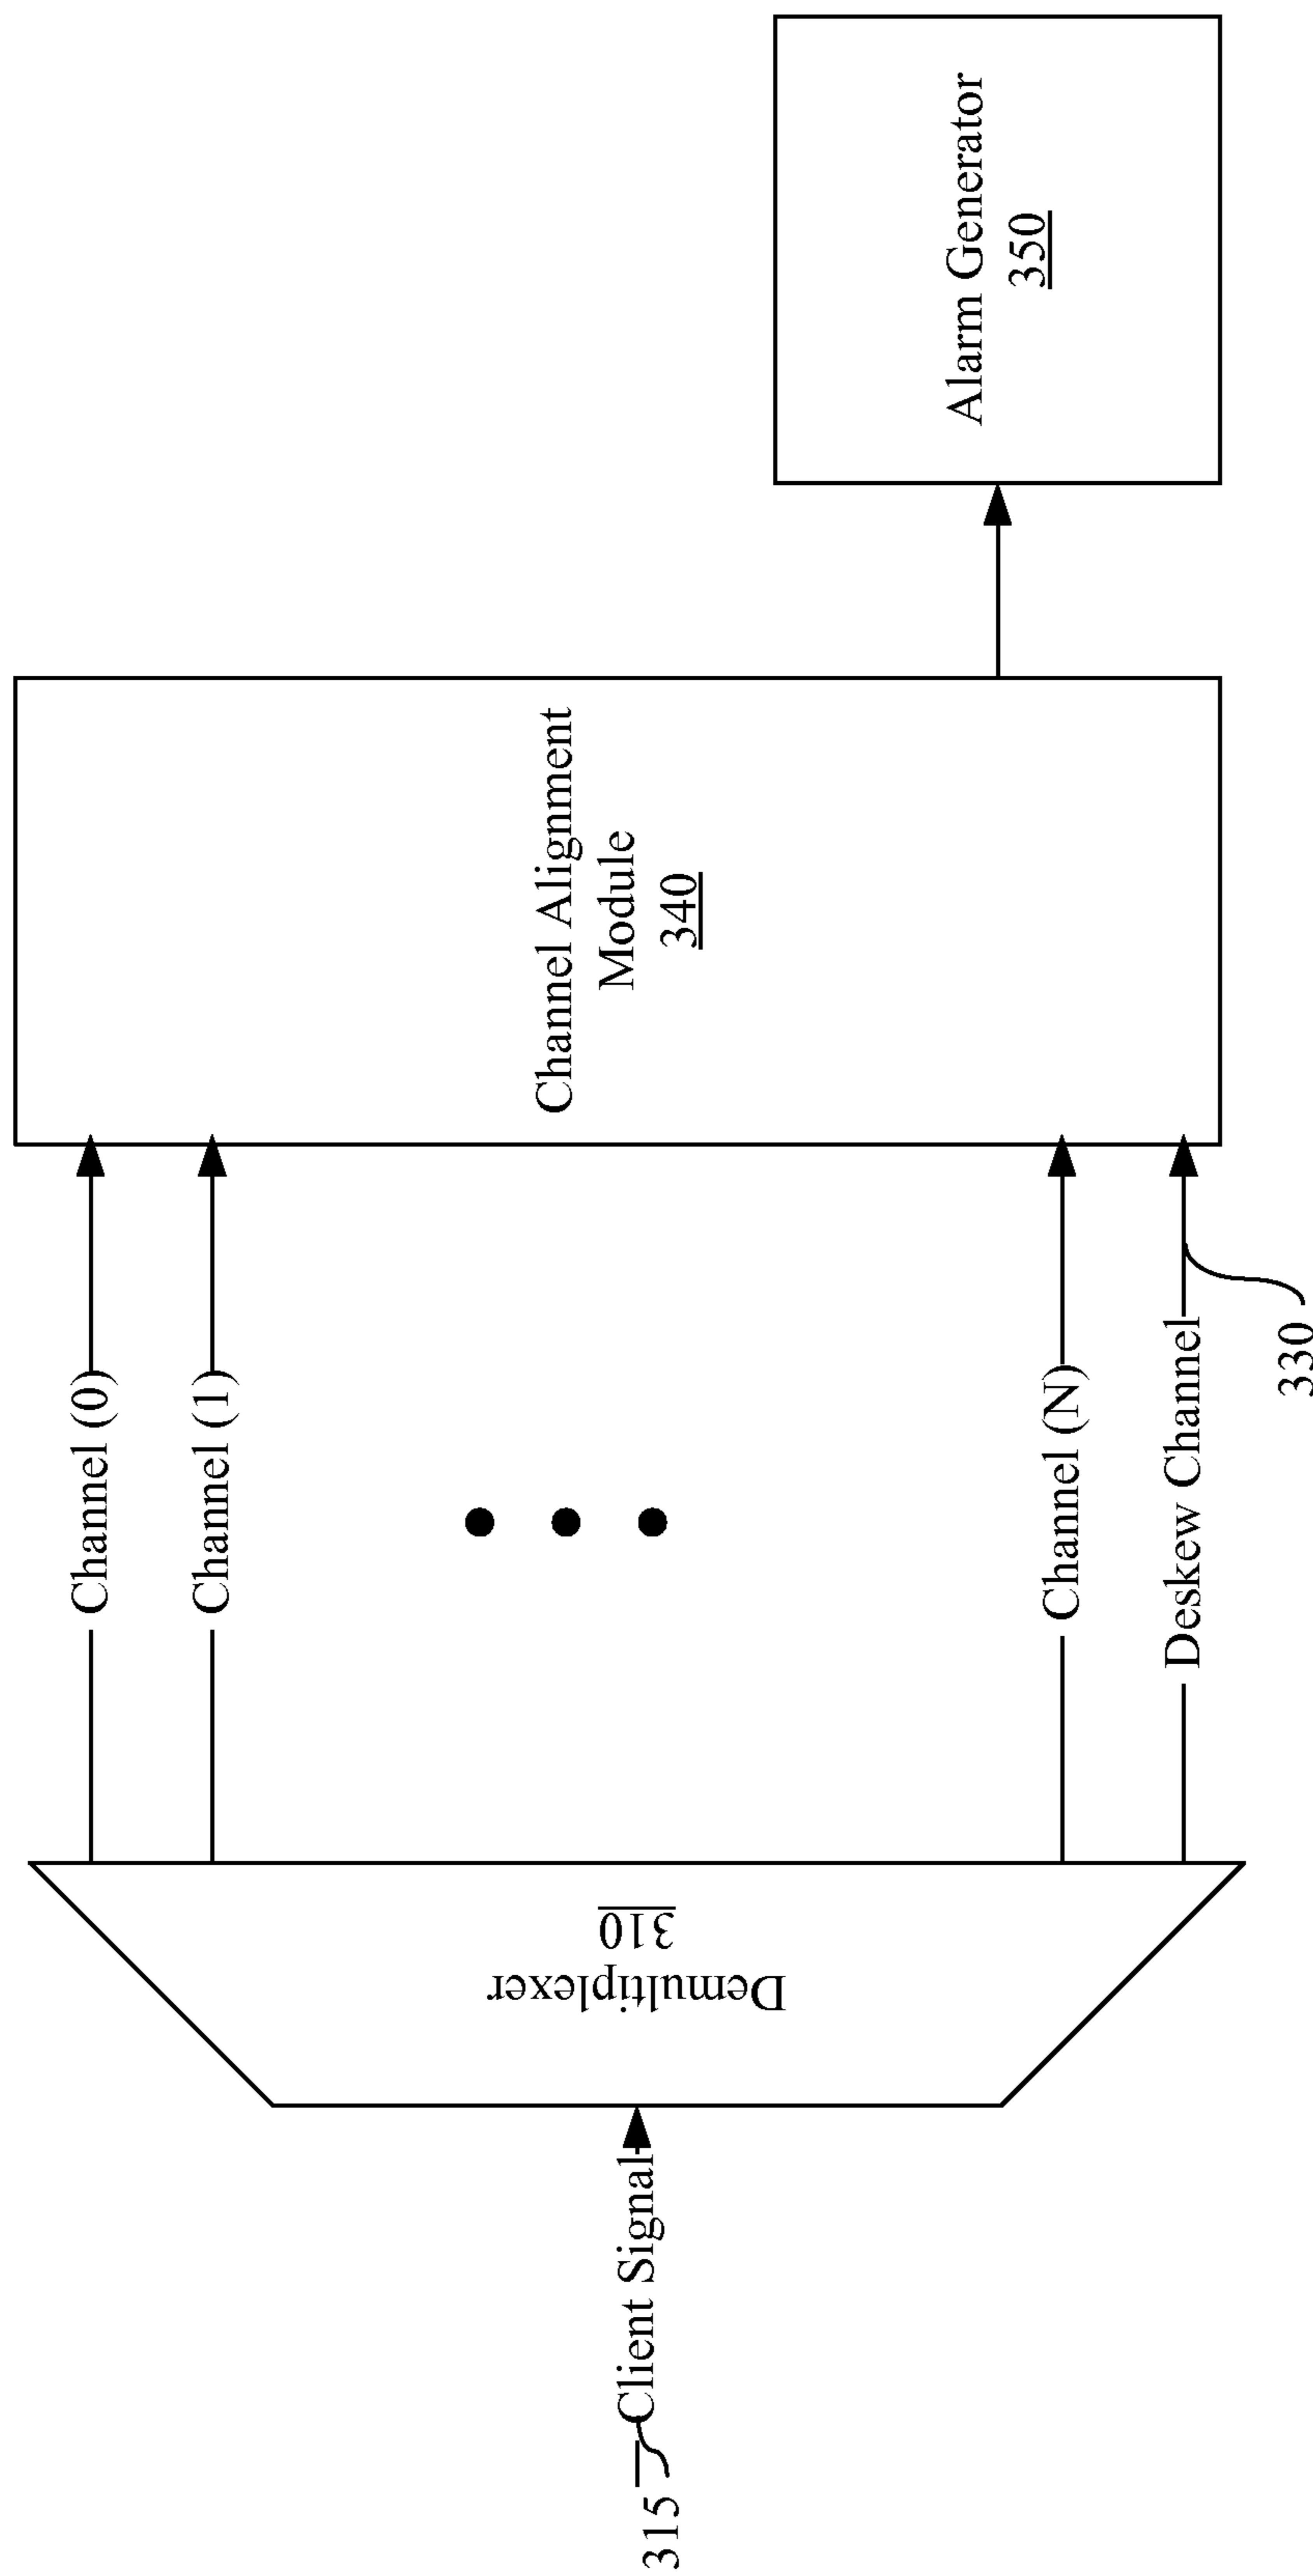 315
Client Signal
Demultiplexer
310
Channel (0)
Channel (1)
Channel (N)
Deskew Channel
330
Channel Alignment
Module
340
Alarm Generator
350